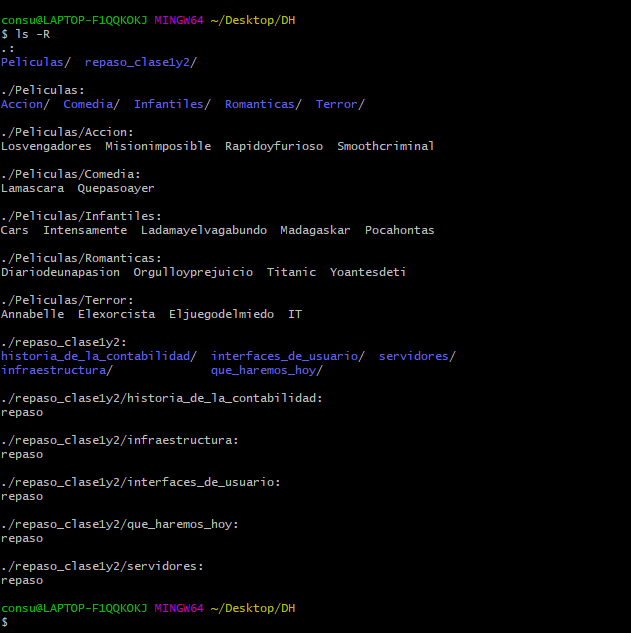 consu@LAPTOP-F1QQKOKJ MINGW64 ~/Desktop/DH
$ ls -R
.:
Peliculas/  repaso_clase1y2/

./Peliculas:
Accion/  Comedia/  Infantiles/  Romanticas/  Terror/

./Peliculas/Accion:
Losvengadores  Misionimposible  Rapidoyfurioso  Smoothcriminal

./Peliculas/Comedia:
Lamascara  Quepasoayer

./Peliculas/Infantiles:
Cars  Intensamente  Ladamayelvagabundo  Madagaskar  Pocahontas

./Peliculas/Romanticas:
Diariodeunapasion  Orgulloyprejuicio  Titanic  Yoantesdeti

./Peliculas/Terror:
Annabelle  Elexorcista  Eljuegodelmiedo  IT

./repaso_clase1y2:
historia_de_la_contabilidad/  interfaces_de_usuario/  servidores/
infraestructura/              que_haremos_hoy/

./repaso_clase1y2/historia_de_la_contabilidad:
repaso

./repaso_clase1y2/infraestructura:
repaso

./repaso_clase1y2/interfaces_de_usuario:
repaso

./repaso_clase1y2/que_haremos_hoy:
repaso

./repaso_clase1y2/servidores:
repaso

consu@LAPTOP-F1QQKOKJ MINGW64 ~/Desktop/DH
$